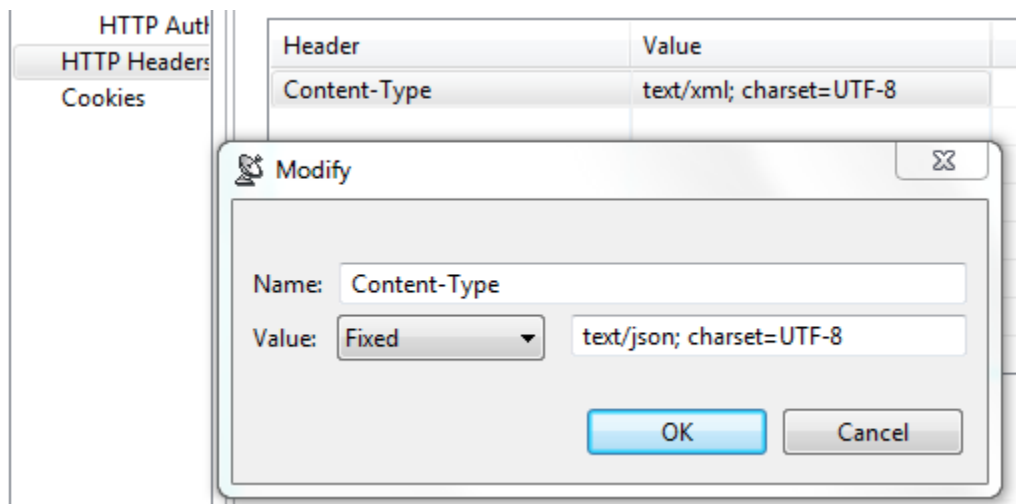 HTTP Auth
HTTP Headers
Cookies
Header Value
Content-Type text/xml; charset=UTF-8
Modify
Name: Content-Type
Value: Fixed text/json; charset=UTF-8
OK Cancel